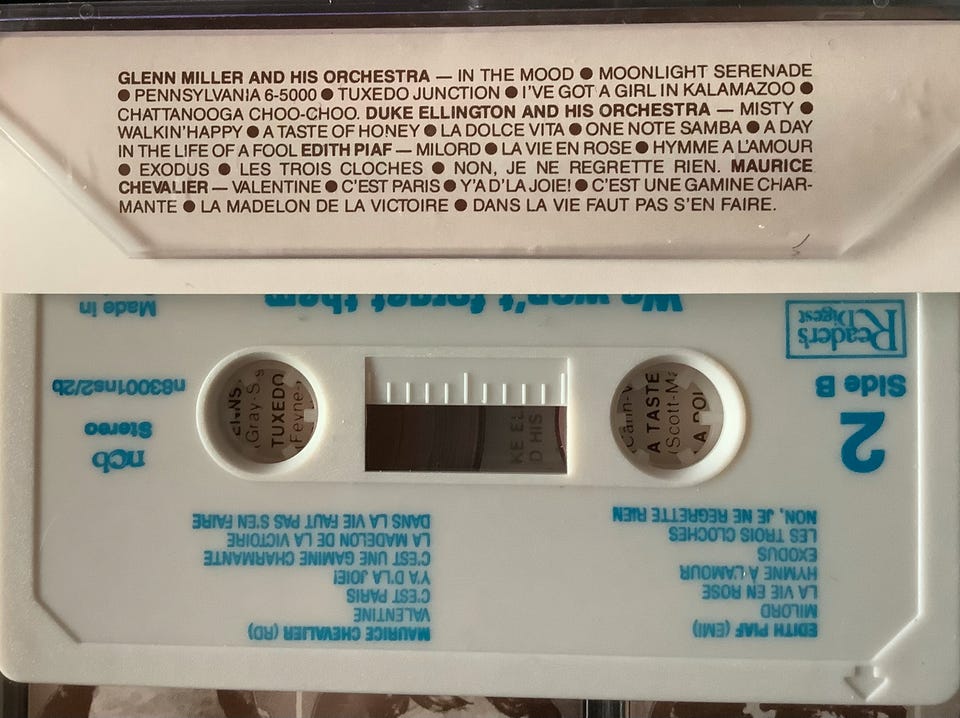 GLENN MILLER AND HIS ORCHESTRA — IN THE MOOD ● MOONLIGHT SERENADE
● PENNSYLVANIA 6-5000 ● TUXEDO JUNCTION ● I'VE GOT A GIRL IN KALAMAZOO ●
CHATTANOOGA CHOO-CHOO. DUKE ELLINGTON AND HIS ORCHESTRA — MISTY ●
WALKIN'HAPPY ● A TASTE OF HONEY ● LA DOLCE VITA ● ONE NOTE SAMBA ● A DAY
IN THE LIFE OF A FOOL EDITH PIAF — MILORD ● LA VIE EN ROSE ● HYMME A L'AMOUR
● EXODUS ● LES TROIS CLOCHES ● NON, JE NE REGRETTE RIEN. MAURICE
CHEVALIER — VALENTINE ● C'EST PARIS ● Y'A D'LA JOIE! ● C'EST UNE GAMINE CHAR-
MANTE ● LA MADELON DE LA VICTOIRE ● DANS LA VIE FAUT PAS S'EN FAIRE.
Reader's
Digest
We won't forget them
Made in
Side B
2
n83001ns2/2b
Stereo
ncb
TUXEDO
A TASTE
D HIS
EDITH PIAF (EMI)
MILORD
LA VIE EN ROSE
HYMNE À L'AMOUR
EXODUS
LES TROIS CLOCHES
NON, JE NE REGRETTE RIEN
MAURICE CHEVALIER (RD)
VALENTINE
C'EST PARIS
Y'A D'LA JOIE!
C'EST UNE GAMINE CHARMANTE
LA MADELON DE LA VICTOIRE
DANS LA VIE FAUT PAS S'EN FAIRE